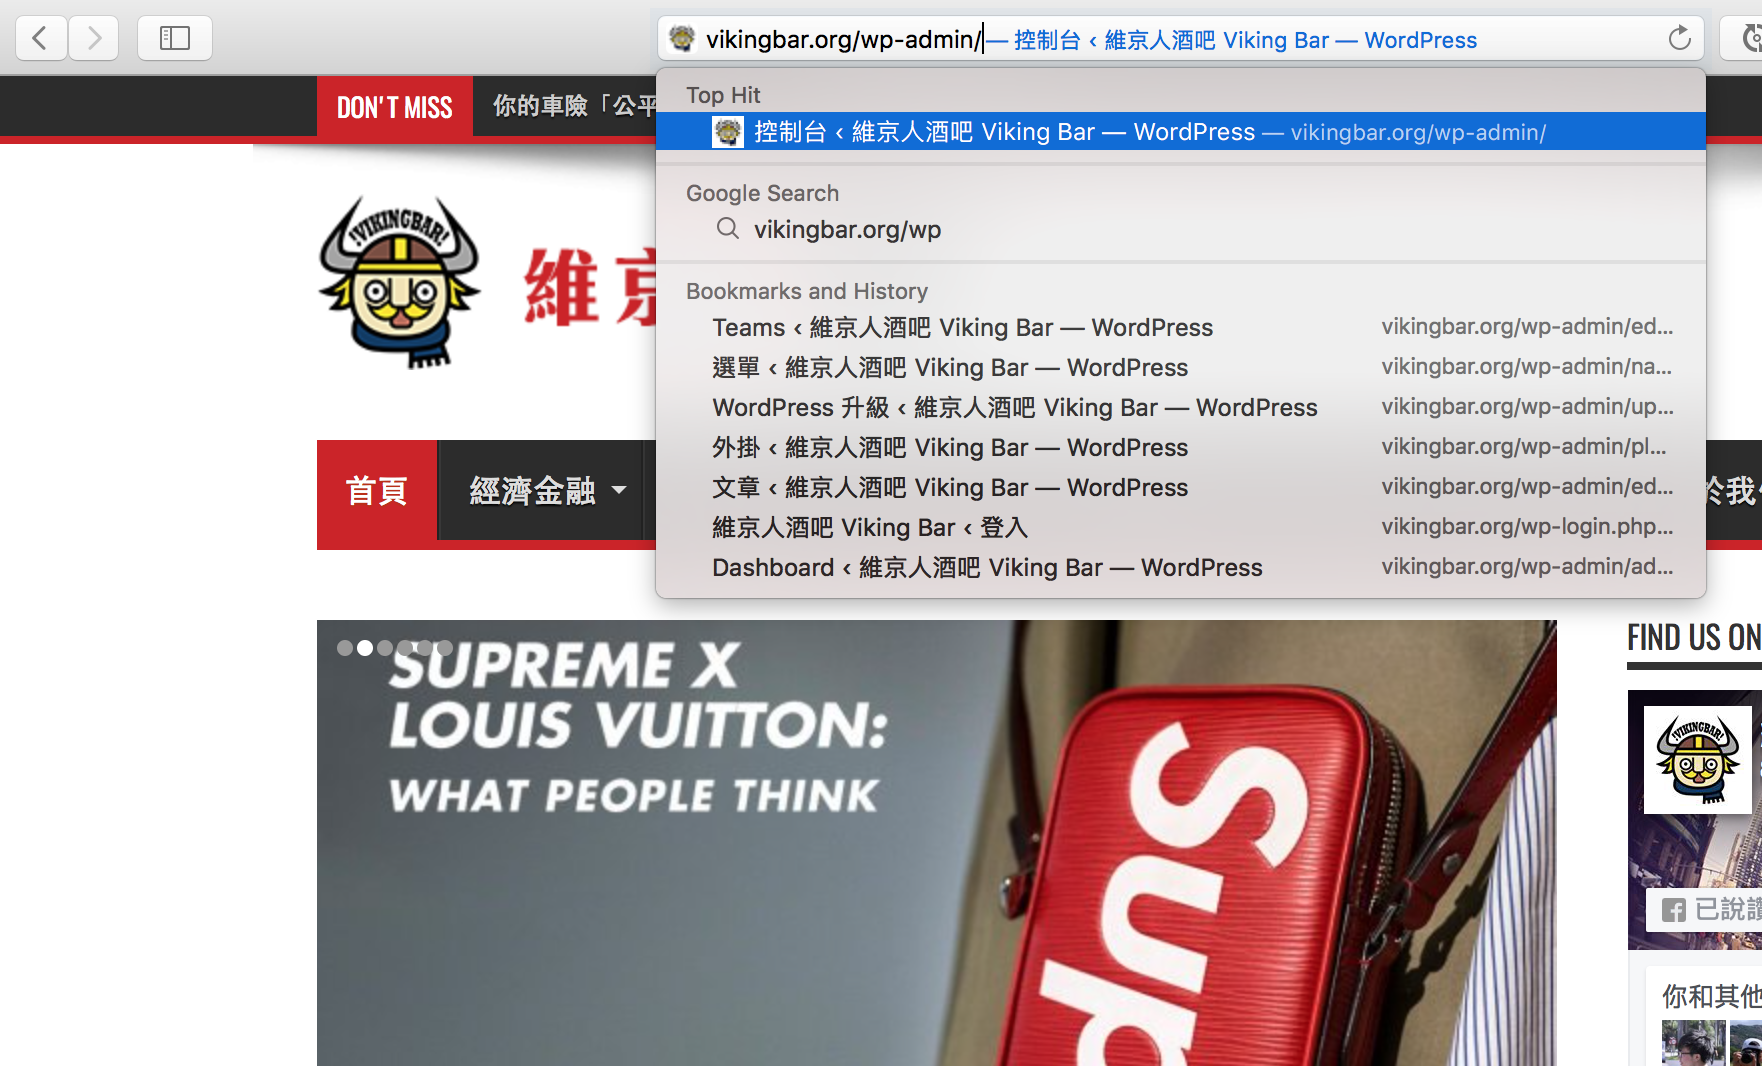 vikingbar.org/wp-admin/ — 控制台 ‹ 維京人酒吧 Viking Bar — WordPress
DON'T MISS
你的車險「公平
Top Hit
控制台 ‹ 維京人酒吧 Viking Bar — WordPress — vikingbar.org/wp-admin/
Google Search
vikingbar.org/wp
Bookmarks and History
Teams ‹ 維京人酒吧 Viking Bar — WordPress vikingbar.org/wp-admin/ed...
選單 ‹ 維京人酒吧 Viking Bar — WordPress vikingbar.org/wp-admin/na...
WordPress 升級 ‹ 維京人酒吧 Viking Bar — WordPress vikingbar.org/wp-admin/up...
外掛 ‹ 維京人酒吧 Viking Bar — WordPress vikingbar.org/wp-admin/pl...
文章 ‹ 維京人酒吧 Viking Bar — WordPress vikingbar.org/wp-admin/ed...
維京人酒吧 Viking Bar ‹ 登入 vikingbar.org/wp-login.php...
Dashboard ‹ 維京人酒吧 Viking Bar — WordPress vikingbar.org/wp-admin/ad...
!VIKINGBAR!
維京
首頁
經濟金融
於我
SUPREME X
LOUIS VUITTON:
WHAT PEOPLE THINK
Sup
FIND US ON
!VIKINGBAR!
已說讚
你和其他